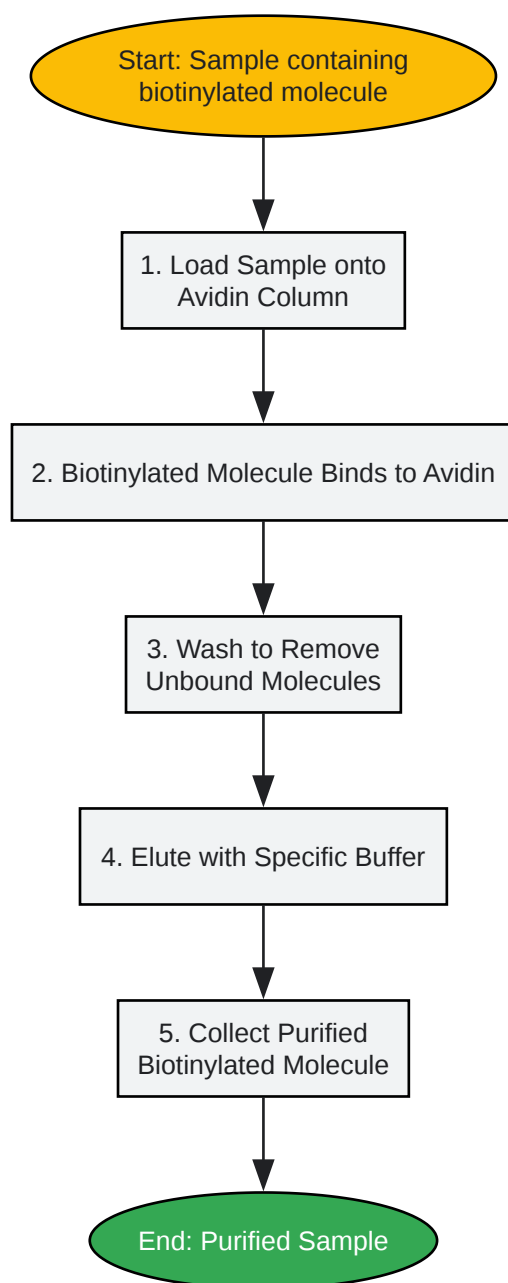 Start: Sample containing
biotinylated molecule
1. Load Sample onto
Avidin Column
2. Biotinylated Molecule Binds to Avidin
3. Wash to Remove
Unbound Molecules
4. Elute with Specific Buffer
5. Collect Purified
Biotinylated Molecule
End: Purified Sample